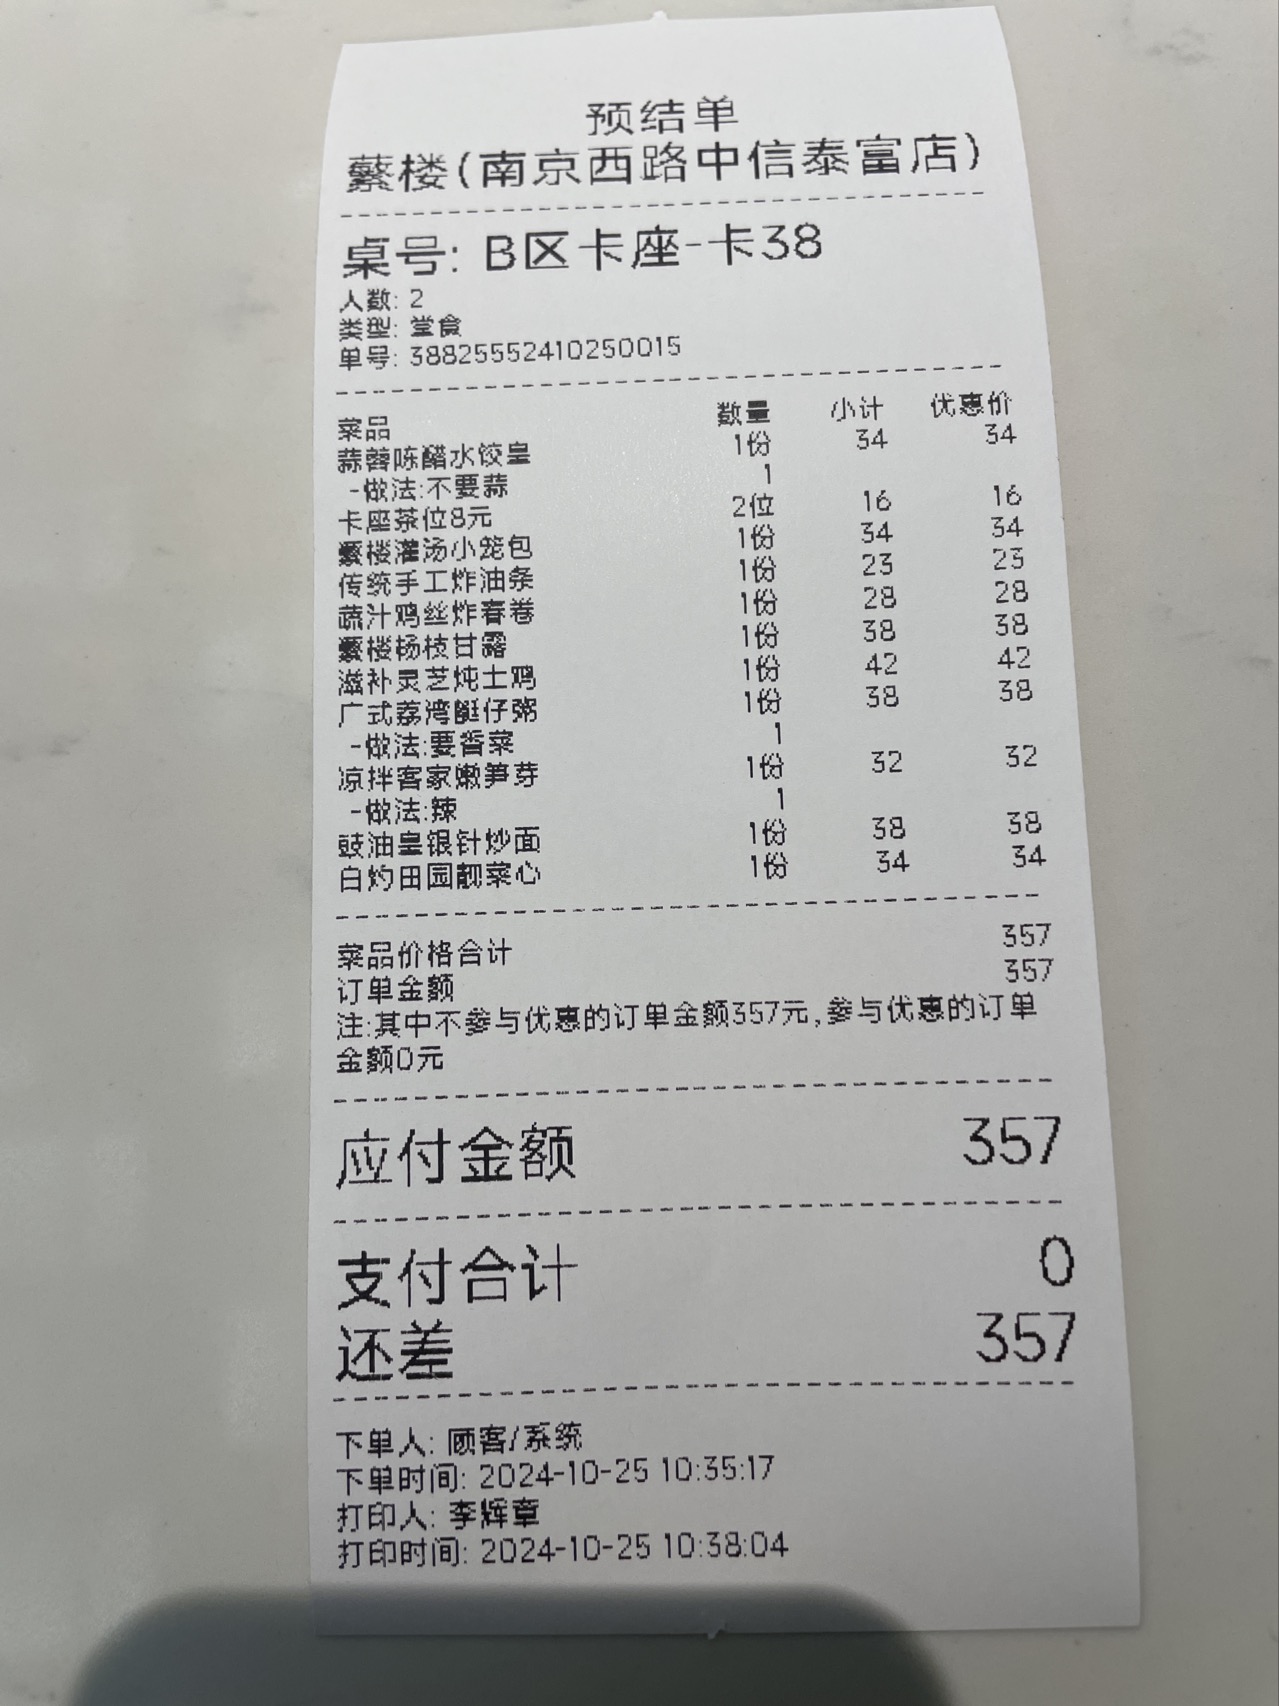 预结单
蘩楼(南京西路中信泰富店)
桌号: B区卡座-卡38
人数: 2
类型: 堂食
单号: 38825552410250015
菜品 数量 小计 优惠价
蒜蓉陈醋水饺皇 1份 34 34
-做法:不要蒜 1
卡座茶位8元 2位 16 16
蘩楼灌汤小笼包 1份 34 34
传统手工炸油条 1份 23 23
蔬汁鸡丝炸春卷 1份 28 28
蘩楼杨枝甘露 1份 38 38
滋补灵芝炖土鸡 1份 42 42
广式荔湾艇仔粥 1份 38 38
-做法:要香菜 1
凉拌客家嫩笋芽 1份 32 32
-做法:辣 1
豉油皇银针炒面 1份 38 38
白灼田园靓菜心 1份 34 34
菜品价格合计 357
订单金额 357
注:其中不参与优惠的订单金额357元,参与优惠的订单
金额0元
应付金额 357
支付合计 0
还差 357
下单人: 顾客/系统
下单时间: 2024-10-25 10:35:17
打印人: 李辉章
打印时间: 2024-10-25 10:38:04